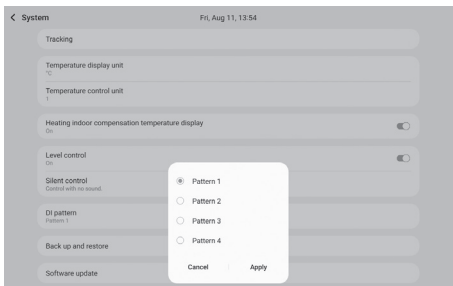 System
Fri, Aug 11, 13:54
Tracking
Temperature display unit
°C
Temperature control unit
1
Heating indoor compensation temperature display
On
Level control
On
Silent control
Control with no sound.
DI pattern
Pattern 1
Back up and restore
Software update
Pattern 1
Pattern 2
Pattern 3
Pattern 4
Cancel Apply